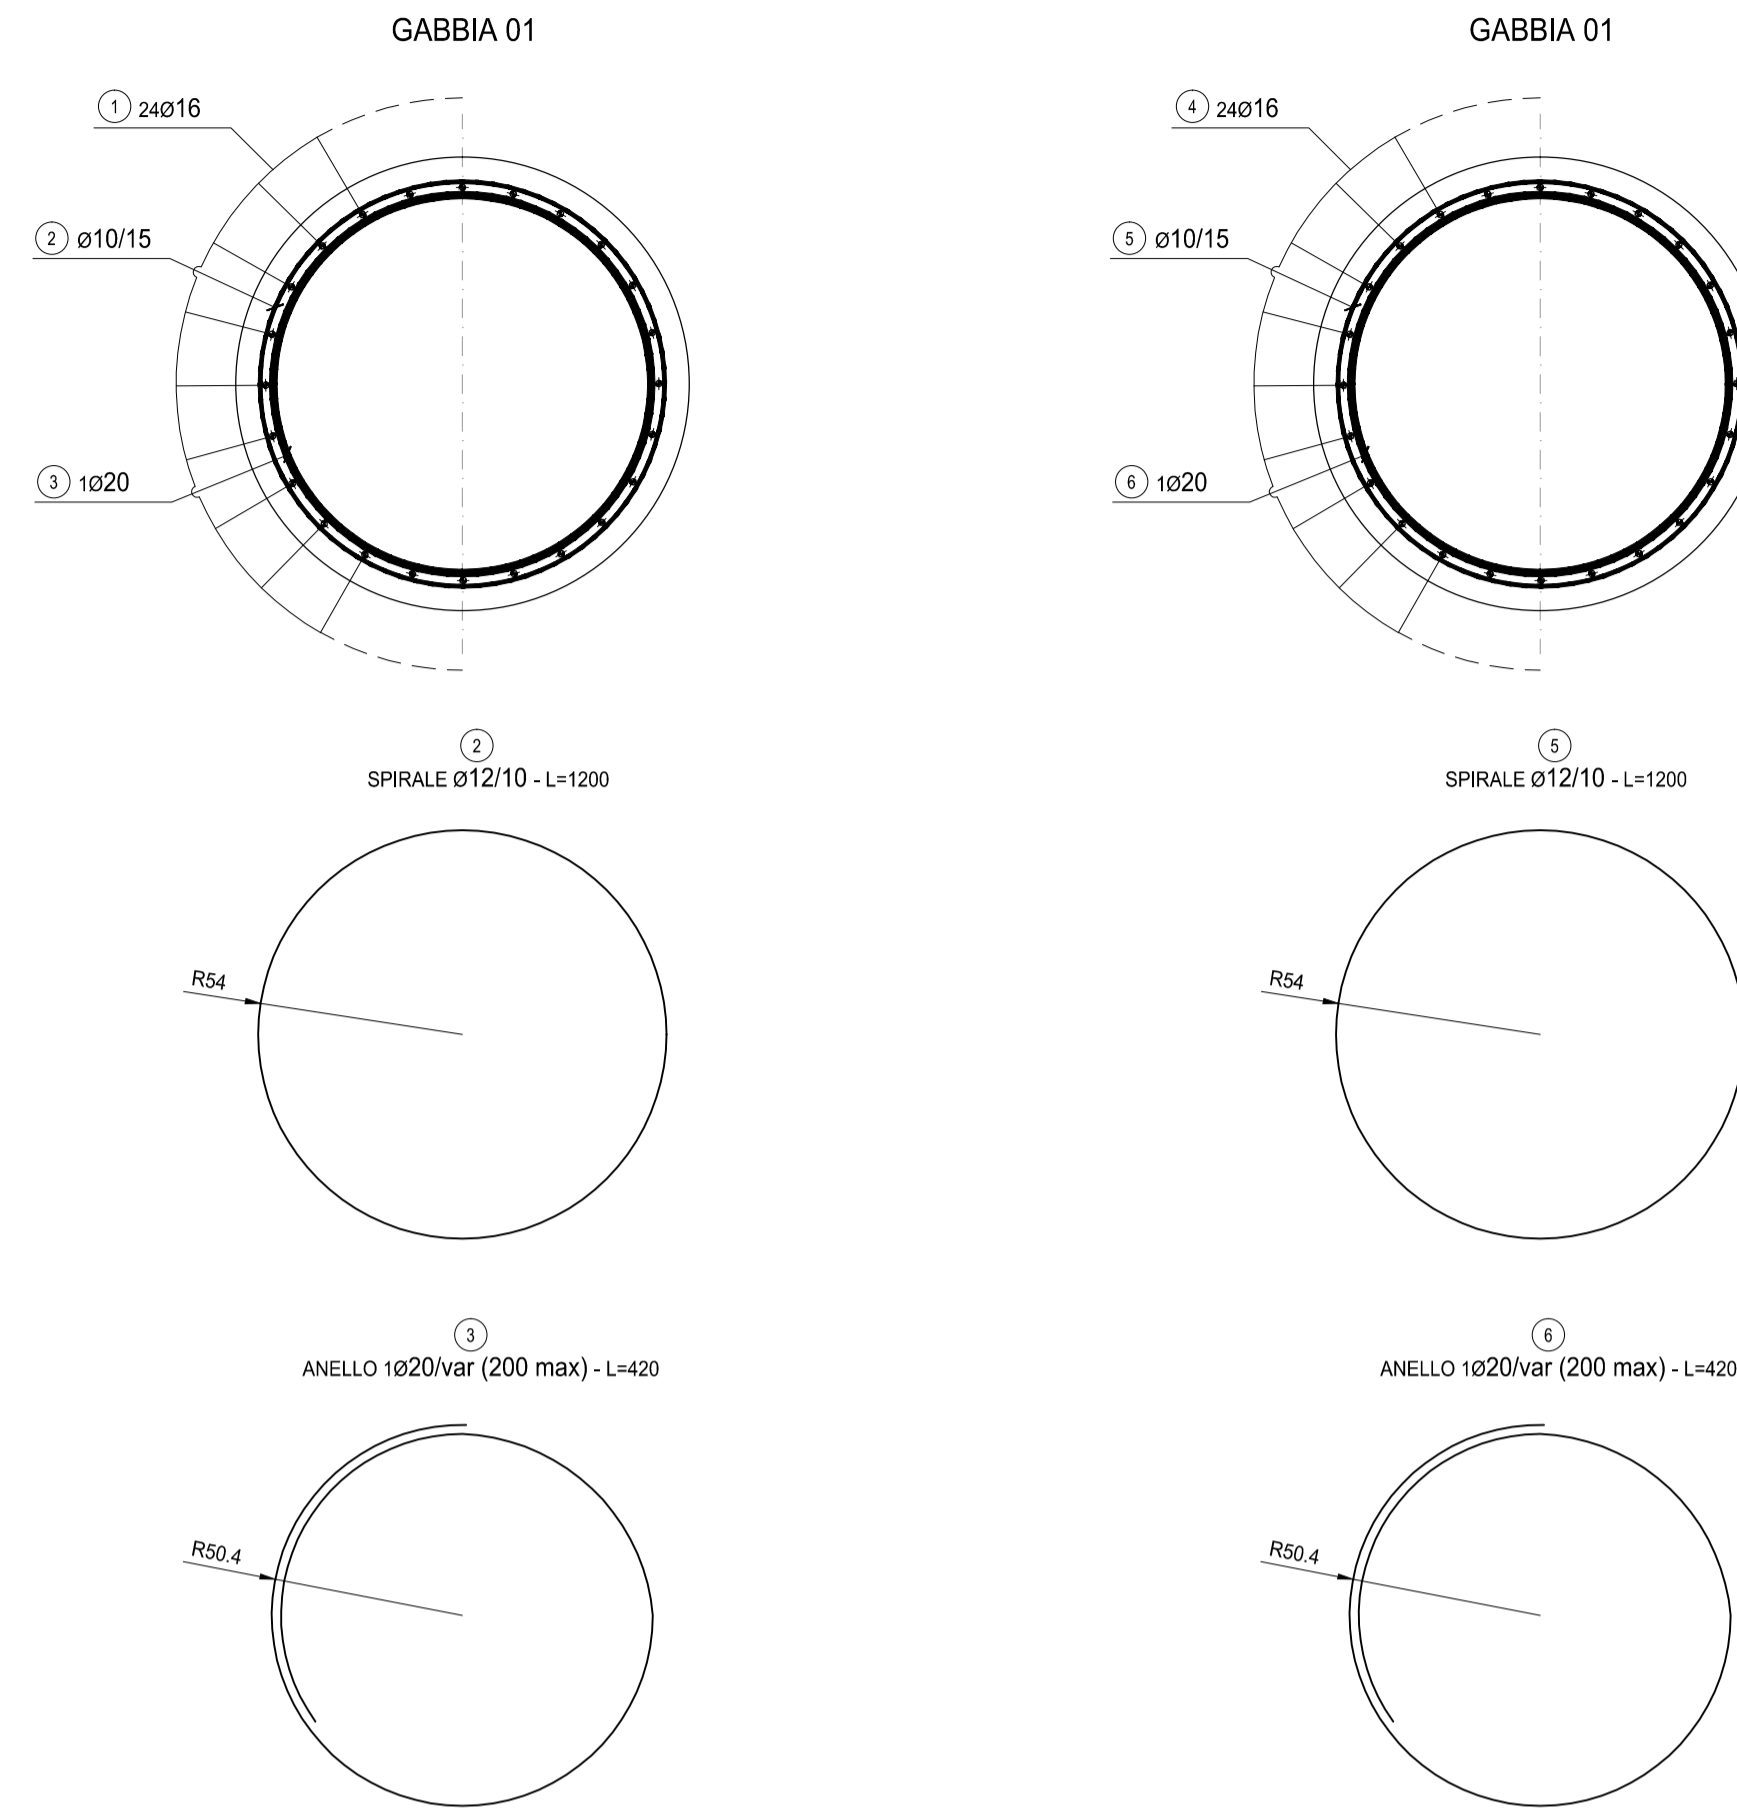 GABBIA 01
1 24Ø16
2 Ø10/15
3 1Ø20
2
SPIRALE Ø12/10 - L=1200
R54
3
ANELLO 1Ø20/var (200 max) - L=420
R50.4
GABBIA 01
4 24Ø16
5 Ø10/15
6 1Ø20
5
SPIRALE Ø12/10 - L=1200
R54
6
ANELLO 1Ø20/var (200 max) - L=420
R50.4